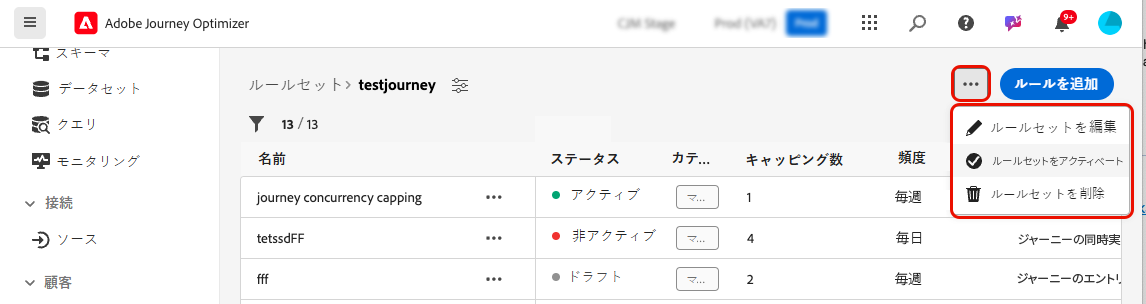 Adobe Journey Optimizer
9+
スキーマ
データセット
クエリ
モニタリング
接続
ソース
顧客
ルールセット › testjourney
ルールを追加
13 / 13
ルールセットを編集
ルールセットをアクティベート
ルールセットを削除
名前 ステータス カテ... キャッピング数 頻度
journey concurrency capping アクティブ マ... 1 毎週
tetssdFF 非アクティブ マ... 4 毎日 ジャーニーの同時実
fff ドラフト マ... 2 毎週 ジャーニーのエントリ